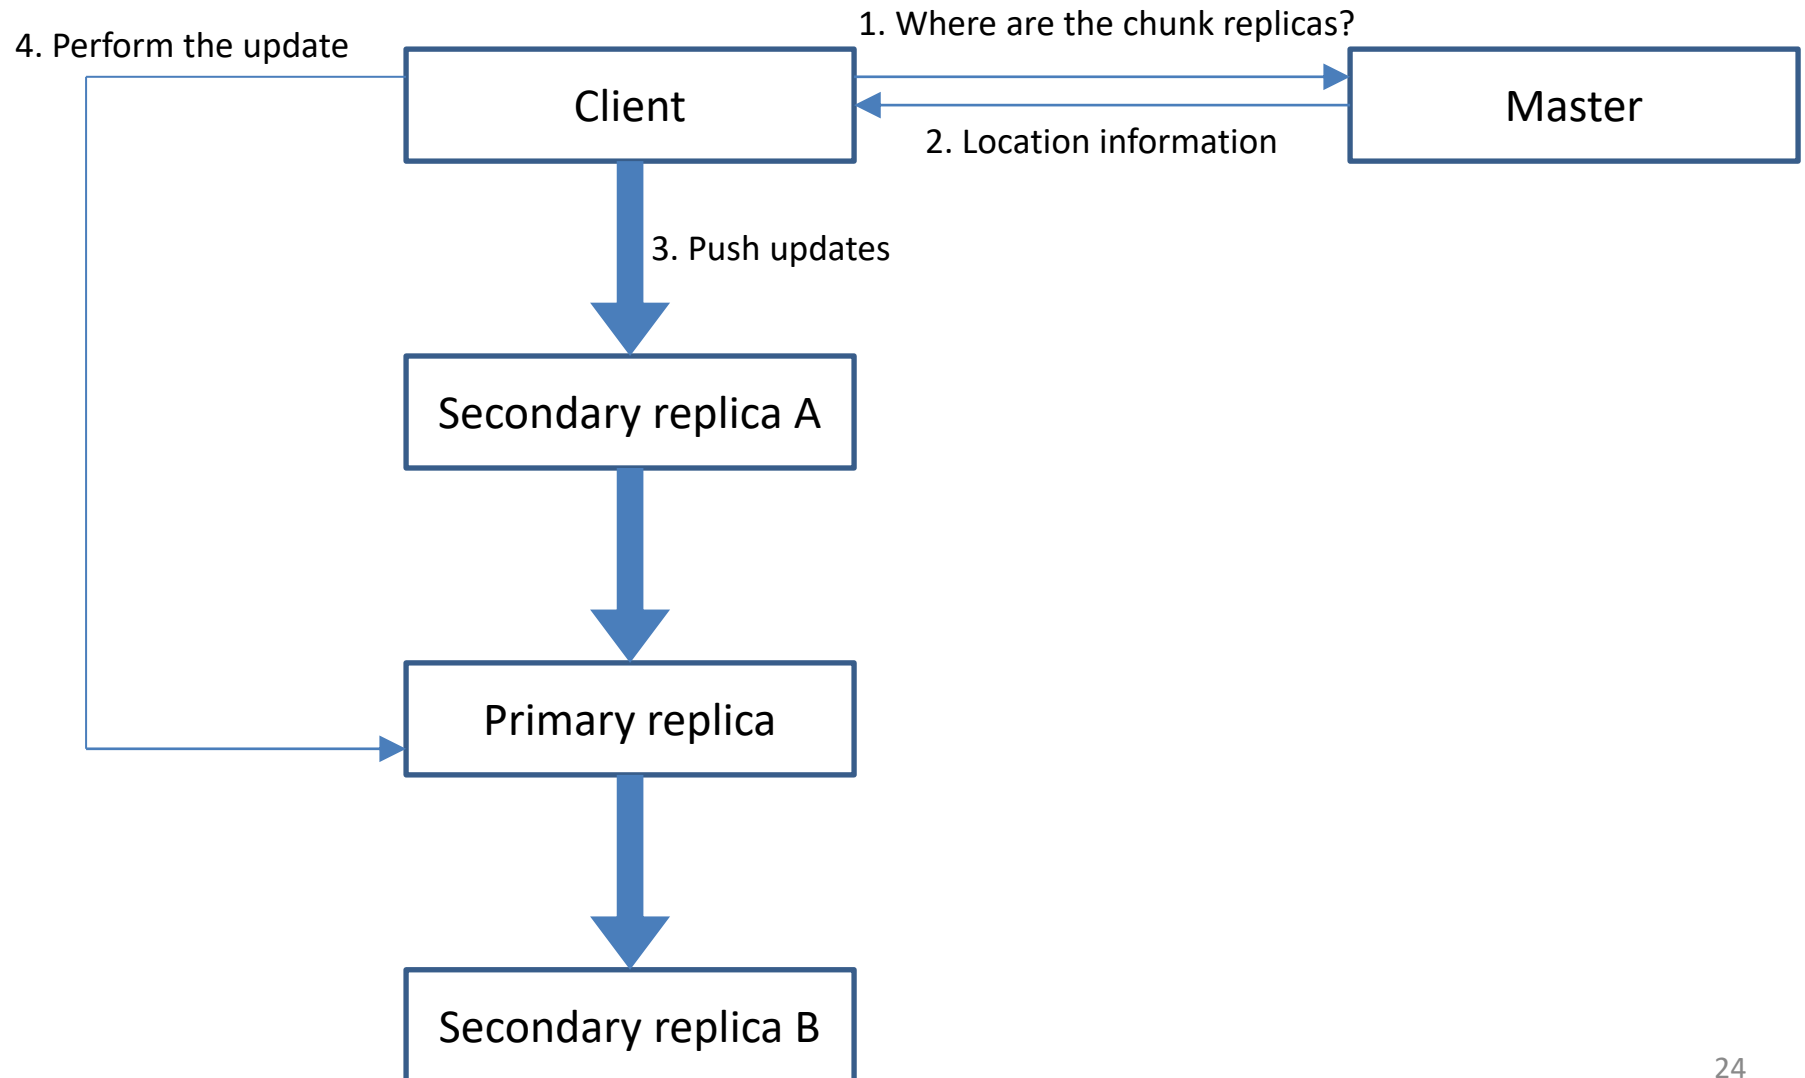 1. Where are the chunk replicas?
4. Perform the update
Client
Master
2. Location information
3. Push updates
Secondary replica A
Primary replica
Secondary replica B
24